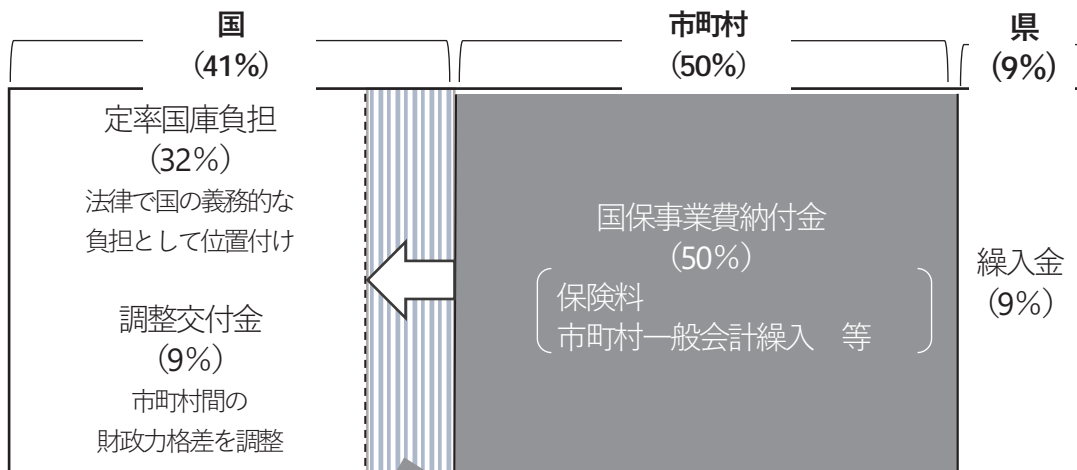 国
(41%)
市町村
(50%)
県
(9%)
定率国庫負担
(32%)
法律で国の義務的な
負担として位置付け
調整交付金
(9%)
市町村間の
財政力格差を調整
国保事業費納付金
(50%)
保険料
市町村一般会計繰入　等
繰入金
(9%)